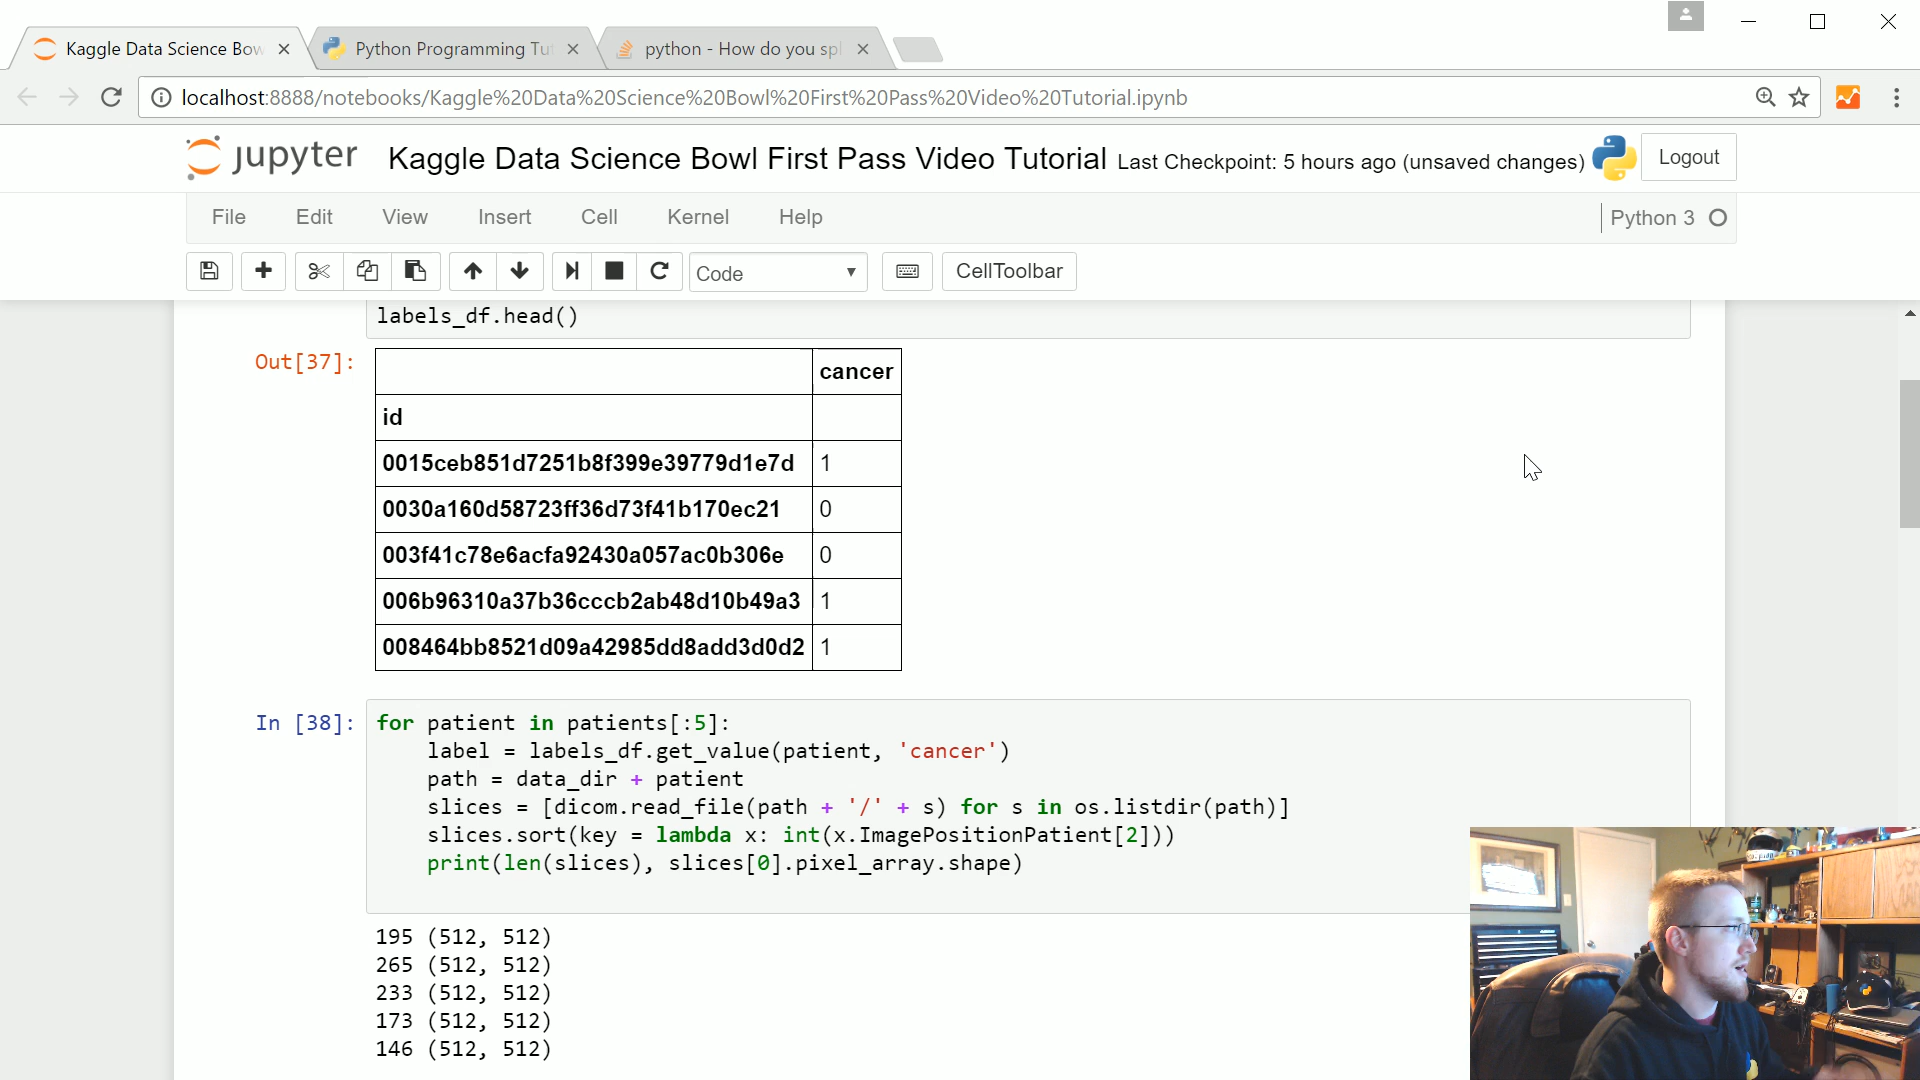 Kaggle Data Science Bow
Python Programming Tut
python - How do you spl
localhost:8888/notebooks/Kaggle%20Data%20Science%20Bowl%20First%20Pass%20Video%20Tutorial.ipynb
jupyter Kaggle Data Science Bowl First Pass Video Tutorial Last Checkpoint: 5 hours ago (unsaved changes) Logout
File Edit View Insert Cell Kernel Help Python 3
Code CellToolbar
labels_df.head()
Out[37]:
cancer
id
0015ceb851d7251b8f399e39779d1e7d 1
0030a160d58723ff36d73f41b170ec21 0
003f41c78e6acfa92430a057ac0b306e 0
006b96310a37b36cccb2ab48d10b49a3 1
008464bb8521d09a42985dd8add3d0d2 1
In [38]: for patient in patients[:5]:
label = labels_df.get_value(patient, 'cancer')
path = data_dir + patient
slices = [dicom.read_file(path + '/' + s) for s in os.listdir(path)]
slices.sort(key = lambda x: int(x.ImagePositionPatient[2]))
print(len(slices), slices[0].pixel_array.shape)
195 (512, 512)
265 (512, 512)
233 (512, 512)
173 (512, 512)
146 (512, 512)